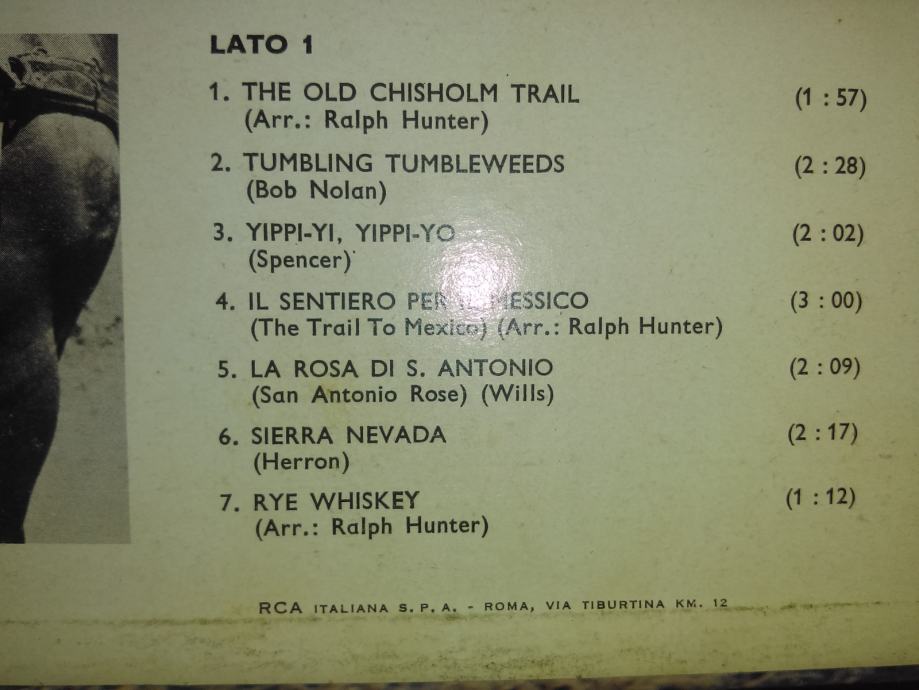 LATO 1
1. THE OLD CHISHOLM TRAIL (1 : 57)
(Arr.: Ralph Hunter)
2. TUMBLING TUMBLEWEEDS (2 : 28)
(Bob Nolan)
3. YIPPI-YI, YIPPI-YO (2 : 02)
(Spencer)
4. IL SENTIERO PER IL MESSICO (3 : 00)
(The Trail To Mexico) (Arr.: Ralph Hunter)
5. LA ROSA DI S. ANTONIO (2 : 09)
(San Antonio Rose) (Wills)
6. SIERRA NEVADA (2 : 17)
(Herron)
7. RYE WHISKEY (1 : 12)
(Arr.: Ralph Hunter)
RCA ITALIANA S. P. A. - ROMA, VIA TIBURTINA KM. 12